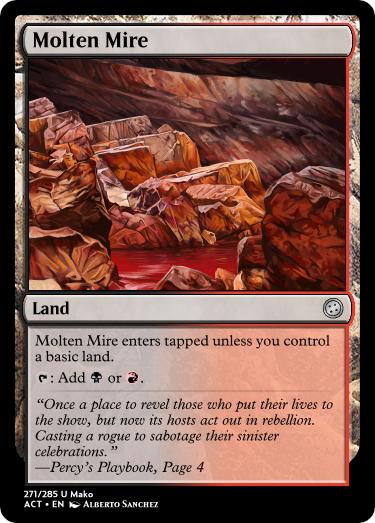 Molten Mire
Land
Molten Mire enters tapped unless you control
a basic land.
: Add or .
“Once a place to revel those who put their lives to
the show, but now its hosts act out in rebellion.
Casting a rogue to sabotage their sinister
celebrations.”
—Percy’s Playbook, Page 4
271/285 U Mako
ACT • EN Alberto Sanchez